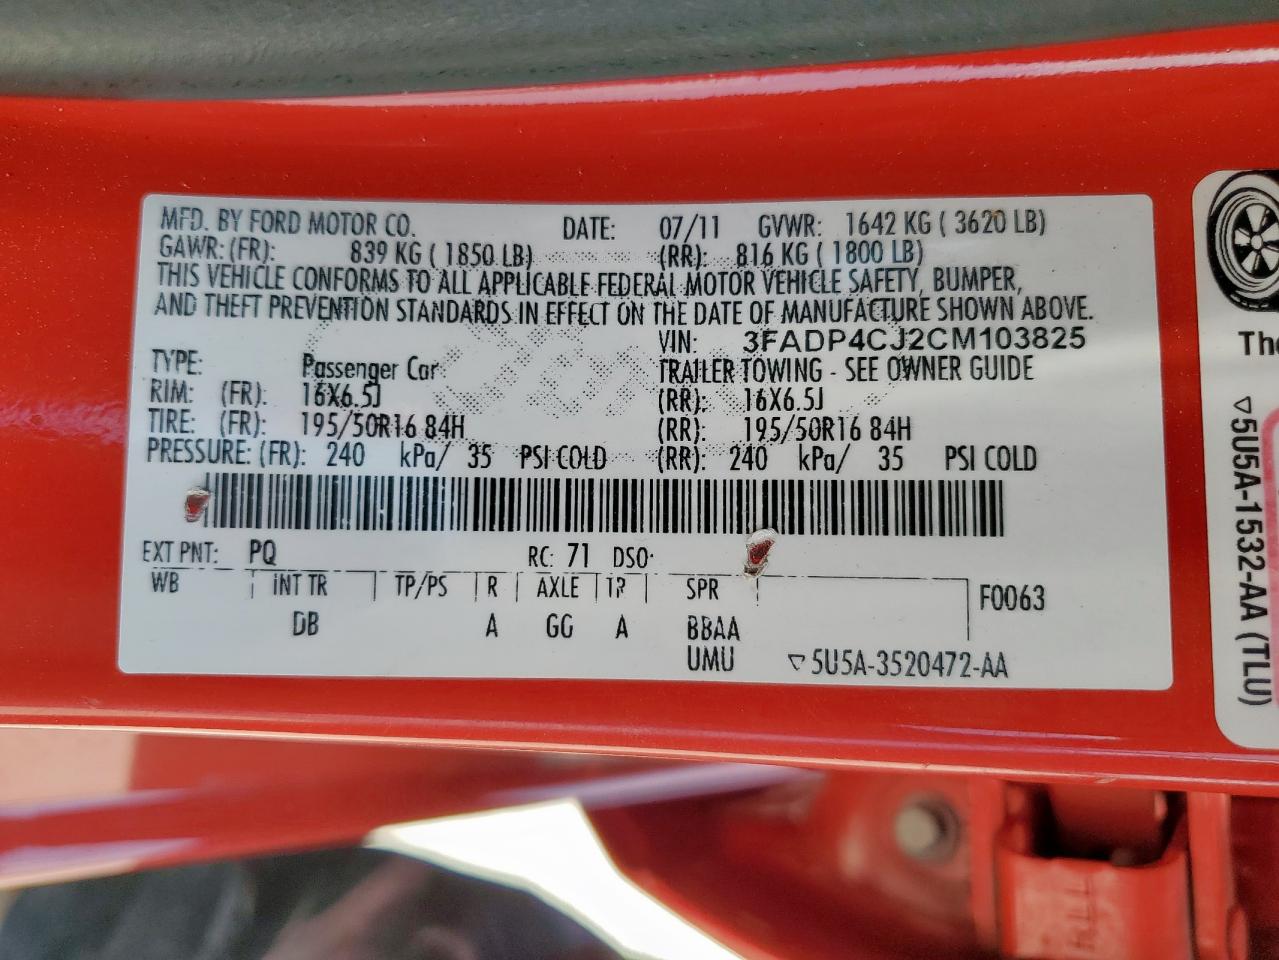 MFD. BY FORD MOTOR CO. DATE: 07/11 GVWR: 1642 KG ( 3620 LB)
GAWR: (FR): 839 KG ( 1850 LB) (RR): 816 KG ( 1800 LB)
THIS VEHICLE CONFORMS TO ALL APPLICABLE FEDERAL MOTOR VEHICLE SAFETY, BUMPER,
AND THEFT PREVENTION STANDARDS IN EFFECT ON THE DATE OF MANUFACTURE SHOWN ABOVE.
VIN: 3FADP4CJ2CM103825
TYPE: Passenger Car TRAILER TOWING - SEE OWNER GUIDE
RIM: (FR): 16X6.5J (RR): 16X6.5J
TIRE: (FR): 195/50R16 84H (RR): 195/50R16 84H
PRESSURE: (FR): 240 kPa/ 35 PSI COLD (RR): 240 kPa/ 35 PSI COLD
EXT PNT: PQ RC: 71 DSO:
WB INT TR TP/PS R AXLE TR SPR F0063
DB A GG A BBAA
UMU ▽5U5A-3520472-AA
The
▽5U5A-1532-AA (TLU)